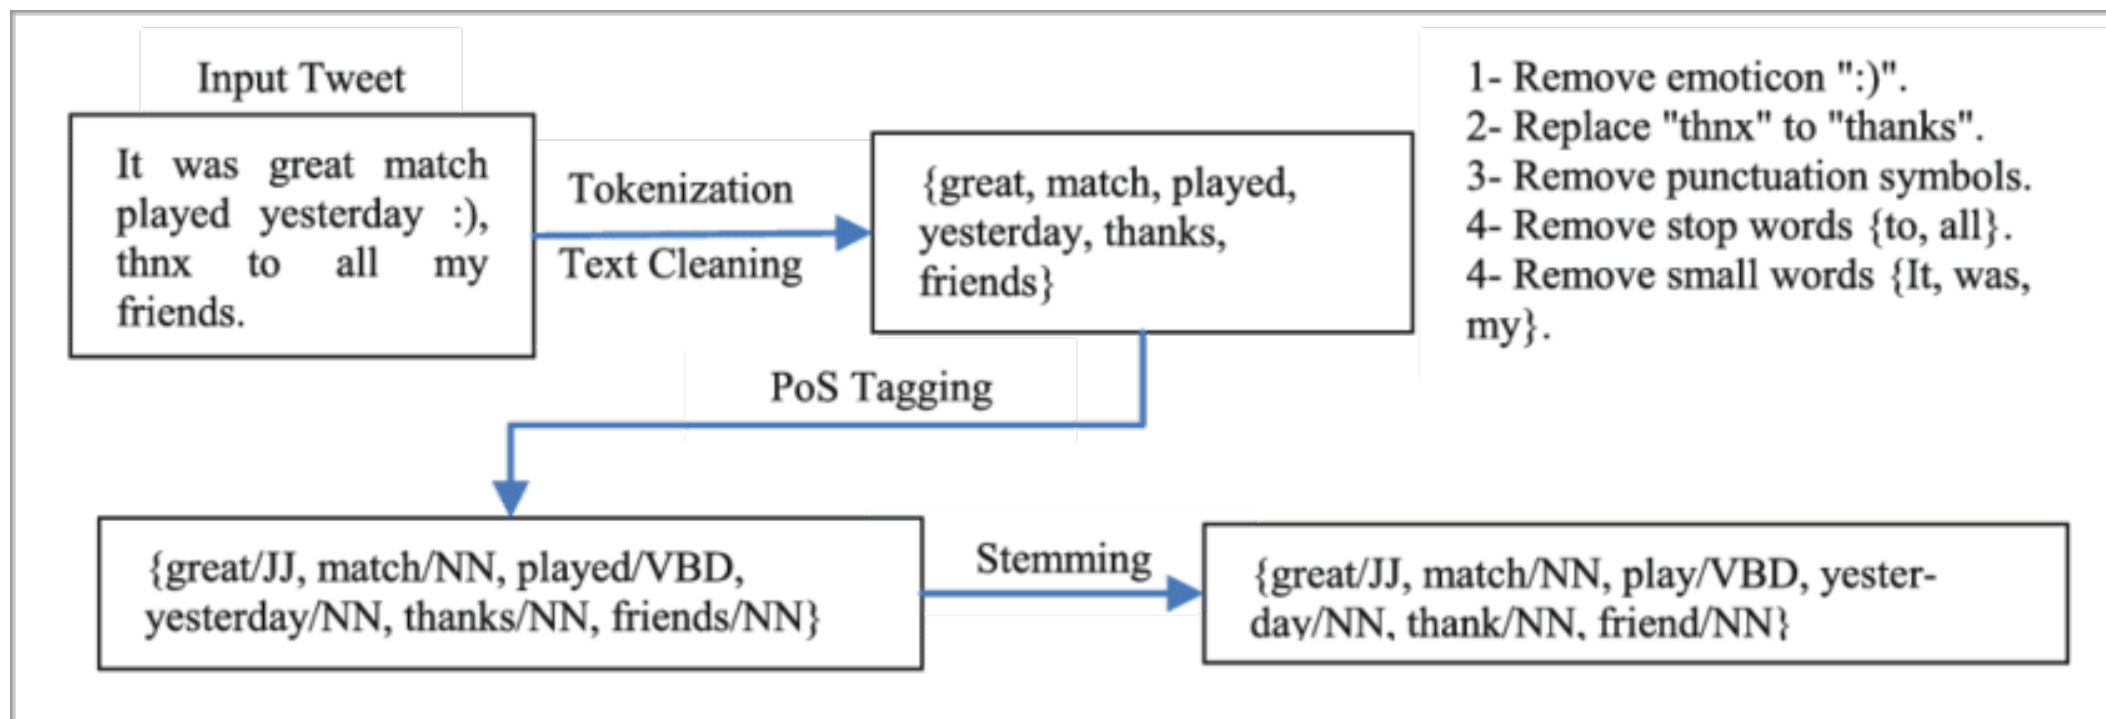 Input Tweet
It was great match
played yesterday :),
thnx to all my
friends.
Tokenization
Text Cleaning
{great, match, played,
yesterday, thanks,
friends}
1- Remove emoticon ":)".
2- Replace "thnx" to "thanks".
3- Remove punctuation symbols.
4- Remove stop words {to, all}.
4- Remove small words {It, was,
my}.
PoS Tagging
{great/JJ, match/NN, played/VBD,
yesterday/NN, thanks/NN, friends/NN}
Stemming
{great/JJ, match/NN, play/VBD, yester-
day/NN, thank/NN, friend/NN}